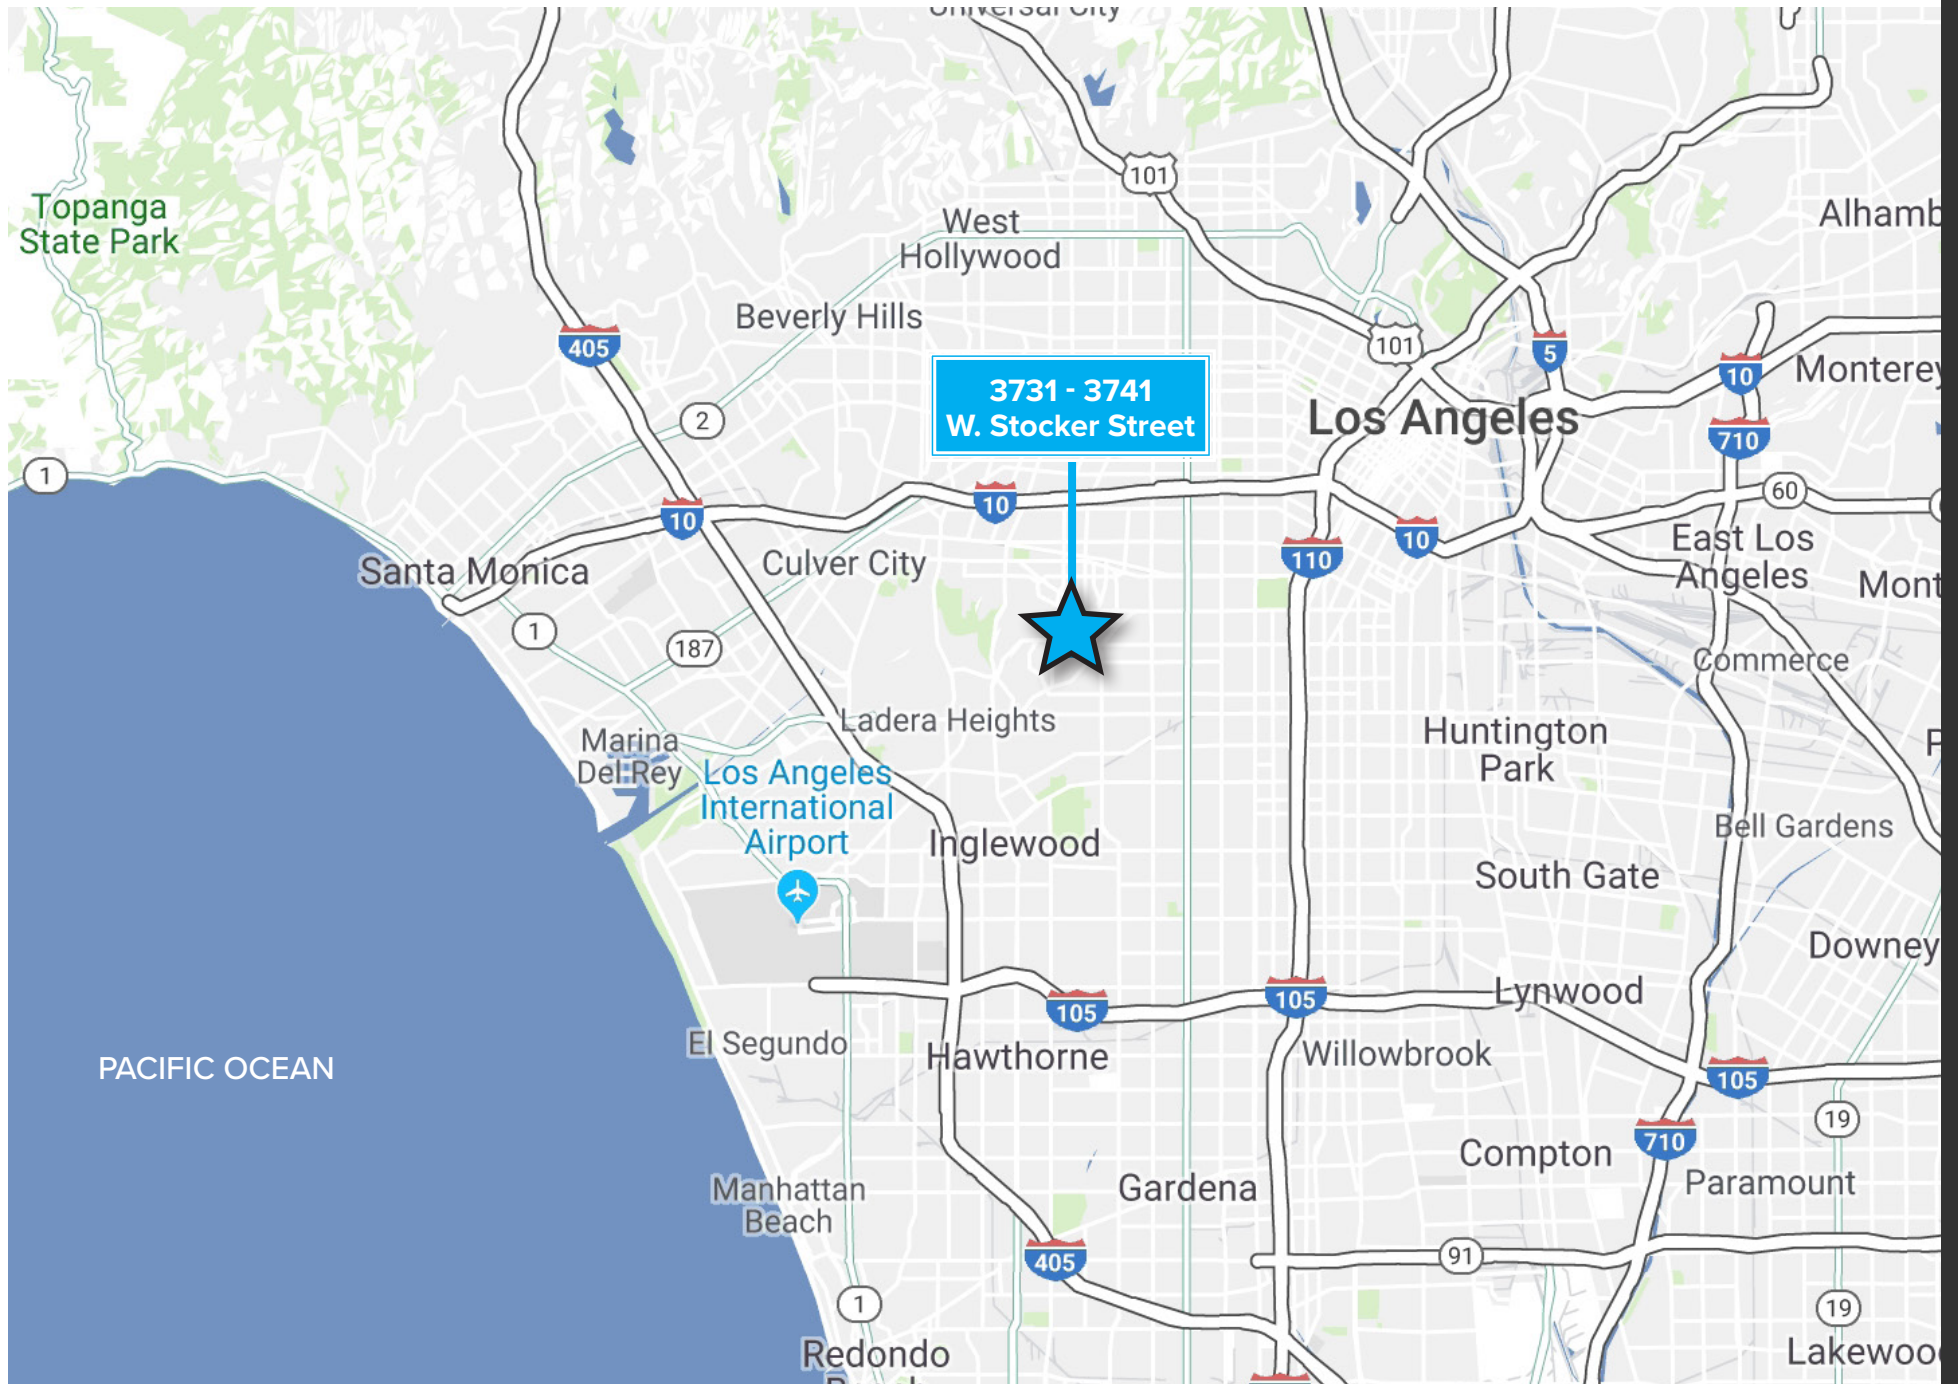 Universal City
101
Topanga
State Park
West
Hollywood
Alhamb
Beverly Hills
405
101
5
10
Monterey
3731 - 3741
W. Stocker Street
2
Los Angeles
710
1
10
10
60
10
110
East Los
Angeles
Santa Monica
Culver City
Mont
1
187
Commerce
Ladera Heights
Marina
Del Rey
Huntington
Park
P
Los Angeles
International
Airport
Inglewood
Bell Gardens
South Gate
Downey
105
105
Lynwood
El Segundo
Hawthorne
Willowbrook
105
PACIFIC OCEAN
19
710
Compton
Paramount
Manhattan
Beach
Gardena
405
91
1
19
Redondo
Lakewoo